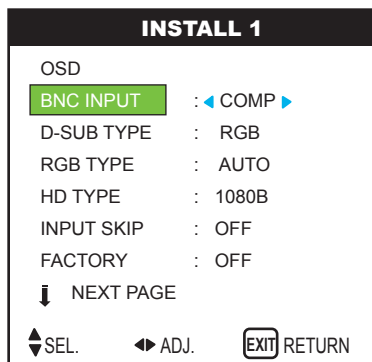 INSTALL 1
OSD
BNC INPUT : COMP
D-SUB TYPE : RGB
RGB TYPE : AUTO
HD TYPE : 1080B
INPUT SKIP : OFF
FACTORY : OFF
NEXT PAGE
SEL. ADJ. EXIT RETURN